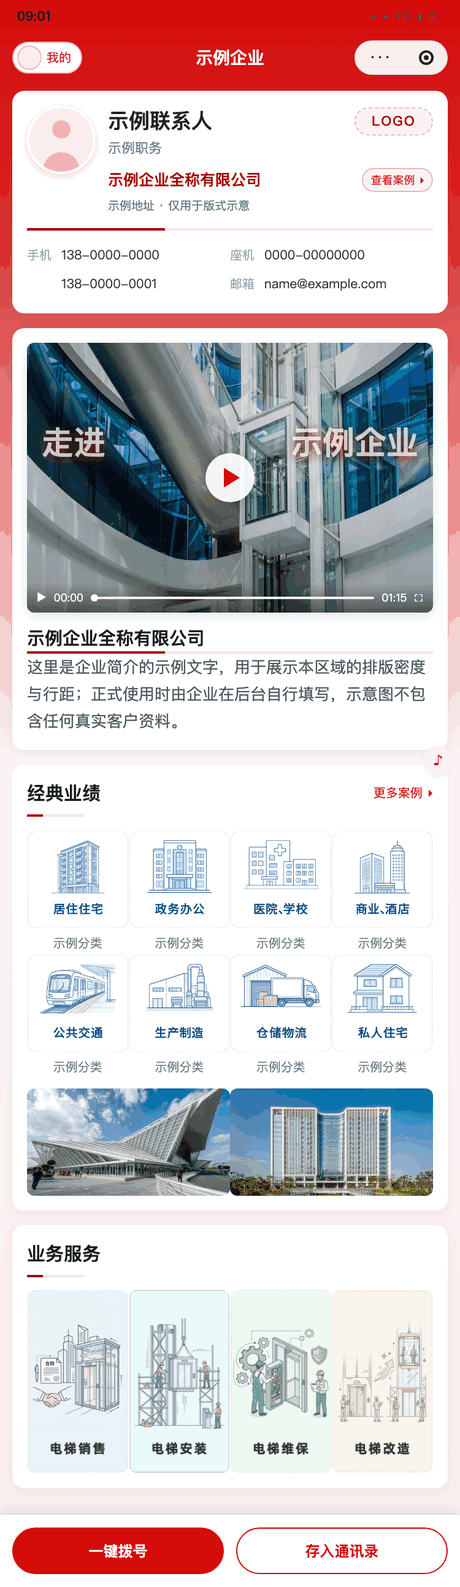 09:01
我的
示例企业
示例联系人
LOGO
示例职务
示例企业全称有限公司
查看案例
示例地址 · 仅用于版式示意
手机 138-0000-0000
座机 0000-00000000
138-0000-0001
邮箱 name@example.com
走进 示例企业
00:00 01:15
示例企业全称有限公司
这里是企业简介的示例文字，用于展示本区域的排版密度
与行距；正式使用时由企业在后台自行填写，示意图不包
含任何真实客户资料。
经典业绩
更多案例
居住住宅 政务办公 医院、学校 商业、酒店
示例分类 示例分类 示例分类 示例分类
公共交通 生产制造 仓储物流 私人住宅
示例分类 示例分类 示例分类 示例分类
业务服务
合同
电梯销售 电梯安装 电梯维保 电梯改造
一键拨号 存入通讯录